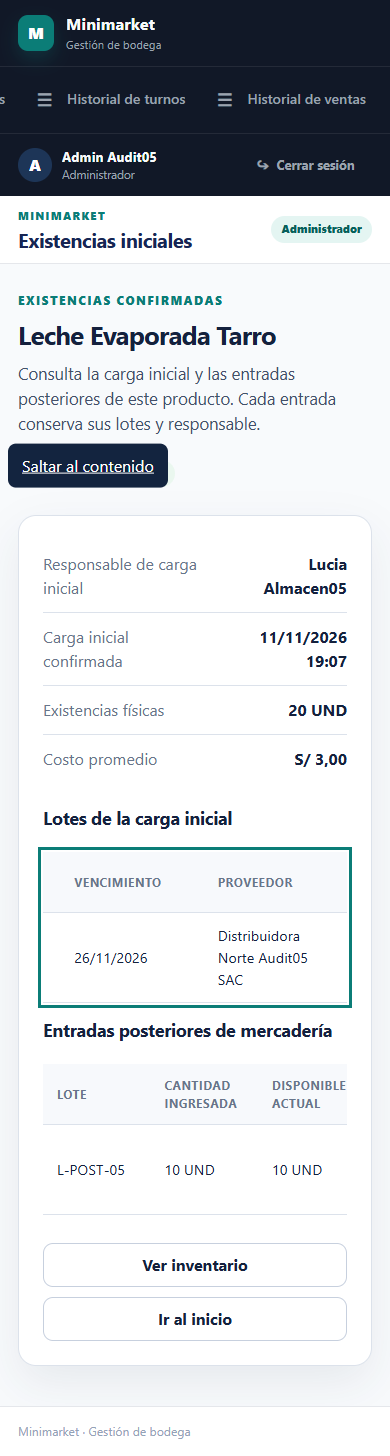 M
Minimarket
Gestión de bodega
s
Historial de turnos
Historial de ventas
A
Admin Audit05
Administrador
Cerrar sesión
MINIMARKET
Existencias iniciales
Administrador
EXISTENCIAS CONFIRMADAS
Leche Evaporada Tarro
Consulta la carga inicial y las entradas
posteriores de este producto. Cada entrada
conserva sus lotes y responsable.
Saltar al contenido
Responsable de carga
inicial
Lucia
Almacen05
Carga inicial
confirmada
11/11/2026
19:07
Existencias físicas
20 UND
Costo promedio
S/ 3,00
Lotes de la carga inicial
VENCIMIENTO
PROVEEDOR
26/11/2026
Distribuidora
Norte Audit05
SAC
Entradas posteriores de mercadería
LOTE
CANTIDAD
INGRESADA
DISPONIBLE
ACTUAL
L-POST-05
10 UND
10 UND
Ver inventario
Ir al inicio
Minimarket · Gestión de bodega